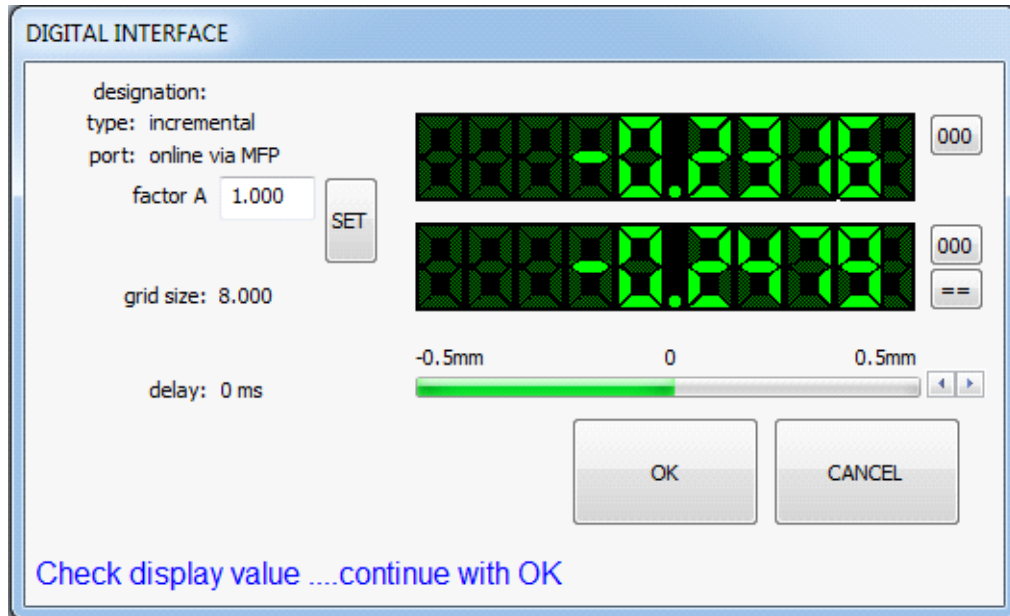 DIGITAL INTERFACE
designation:
type: incremental
port: online via MFP
factor A 1.000
SET
-0.2316
000
-0.2479
000
==
grid size: 8.000
-0.5mm 0 0.5mm
delay: 0 ms
OK CANCEL
Check display value ....continue with OK